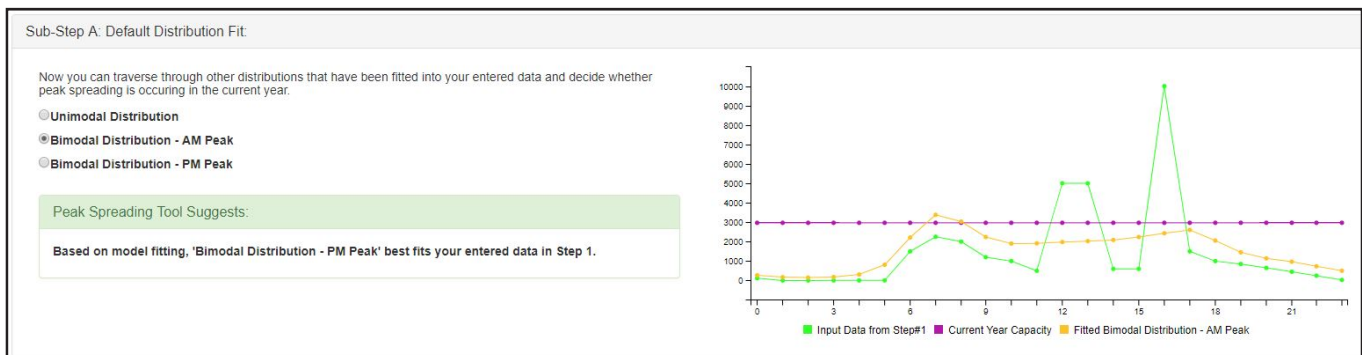 Sub-Step A: Default Distribution Fit:
Now you can traverse through other distributions that have been fitted into your entered data and decide whether
peak spreading is occuring in the current year.
Unimodal Distribution
Bimodal Distribution - AM Peak
Bimodal Distribution - PM Peak
Peak Spreading Tool Suggests:
Based on model fitting, 'Bimodal Distribution - PM Peak' best fits your entered data in Step 1.
10000
9000
8000
7000
6000
5000
4000
3000
2000
1000
0
0 3 6 9 12 15 18 21
Input Data from Step#1 Current Year Capacity Fitted Bimodal Distribution - AM Peak